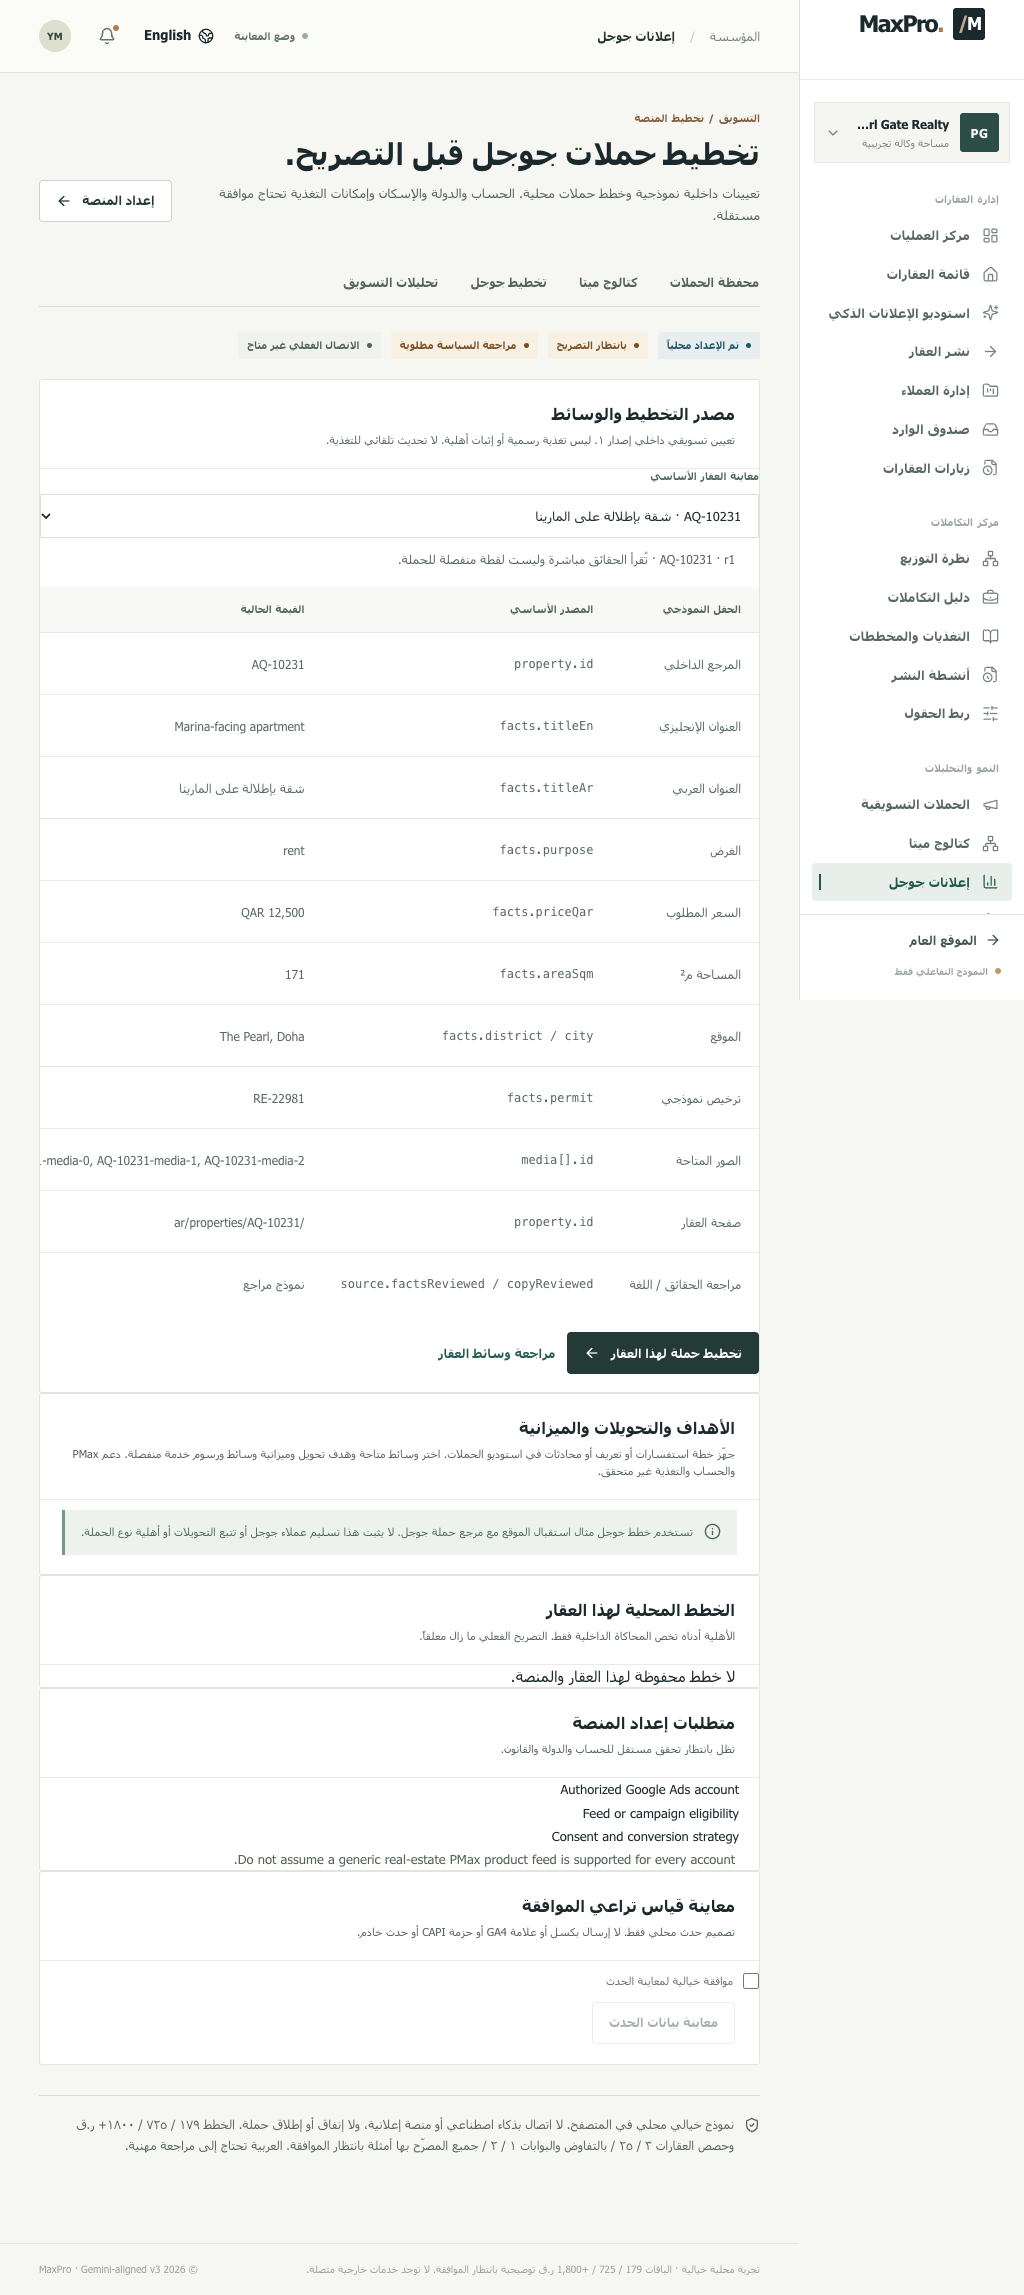 MaxPro.
/M
PG
...rl Gate Realty
مساحة وكالة تجريبية
إدارة العقارات
مركز العمليات
قائمة العقارات
استوديو الإعلانات الذكي
نشر العقار
إدارة العملاء
صندوق الوارد
زيارات العقارات
مركز التكاملات
نظرة التوزيع
دليل التكاملات
التغذيات والمخططات
أنشطة النشر
ربط الحقول
النمو والتحليلات
الحملات التسويقية
كتالوج ميتا
إعلانات جوجل
الموقع العام
النموذج التفاعلي فقط
المؤسسة / إعلانات جوجل
وضع المعاينة
English
YM
التسويق / تخطيط المنصة
تخطيط حملات جوجل قبل التصريح.
تعيينات داخلية نموذجية وخطط حملات محلية. الحساب والدولة والإسكان وإمكانات التغذية تحتاج موافقة
مستقلة.
إعداد المنصة
محفظة الحملات
كتالوج ميتا
تخطيط جوجل
تحليلات التسويق
تم الإعداد محلياً
بانتظار التصريح
مراجعة السياسة مطلوبة
الاتصال الفعلي غير متاح
مصدر التخطيط والوسائط
تعيين تسويقي داخلي إصدار ١. ليس تغذية رسمية أو إثبات أهلية. لا تحديث تلقائي للتغذية.
معاينة العقار الأساسي
AQ-10231 · شقة بإطلالة على المارينا
AQ-10231 · r1 · تُقرأ الحقائق مباشرة وليست لقطة منفصلة للحملة.
الحقل النموذجي المصدر الأساسي القيمة الحالية
المرجع الداخلي property.id AQ-10231
العنوان الإنجليزي facts.titleEn Marina-facing apartment
العنوان العربي facts.titleAr شقة بإطلالة على المارينا
الغرض facts.purpose rent
السعر المطلوب facts.priceQar QAR 12,500
المساحة م² facts.areaSqm 171
الموقع facts.district / city The Pearl, Doha
ترخيص نموذجي facts.permit RE-22981
الصور المتاحة media[].id -media-0, AQ-10231-media-1, AQ-10231-media-2
صفحة العقار property.id ar/properties/AQ-10231/
مراجعة الحقائق / اللغة source.factsReviewed / copyReviewed نموذج مراجع
تخطيط حملة لهذا العقار
مراجعة وسائط العقار
الأهداف والتحويلات والميزانية
جهّز خطة استفسارات أو تعريف أو محادثات في استوديو الحملات. اختر وسائط متاحة وهدف تحويل وميزانية وسائط ورسوم خدمة منفصلة. دعم PMax
والحساب والتغذية غير متحقق.
تستخدم خطط جوجل مثال استقبال الموقع مع مرجع حملة جوجل. لا يثبت هذا تسليم عملاء جوجل أو تتبع التحويلات أو أهلية نوع الحملة.
الخطط المحلية لهذا العقار
الأهلية أدناه تخص المحاكاة الداخلية فقط. التصريح الفعلي ما زال معلقاً.
لا خطط محفوظة لهذا العقار والمنصة.
متطلبات إعداد المنصة
تظل بانتظار تحقق مستقل للحساب والدولة والقانون.
Authorized Google Ads account
Feed or campaign eligibility
Consent and conversion strategy
.Do not assume a generic real-estate PMax product feed is supported for every account
معاينة قياس تراعي الموافقة
تصميم حدث محلي فقط. لا إرسال بكسل أو علامة GA4 أو حزمة CAPI أو حدث خادم.
موافقة خيالية لمعاينة الحدث
معاينة بيانات الحدث
نموذج خيالي محلي في المتصفح. لا اتصال بذكاء اصطناعي أو منصة إعلانية، ولا إنفاق أو إطلاق حملة. الخطط ١٧٩ / ٧٢٥ / ١٨٠٠+ ر.ق
وحصص العقارات ٣ / ٢٥ / بالتفاوض والبوابات ١ / ٢ / جميع المصرّح بها أمثلة بانتظار الموافقة. العربية تحتاج إلى مراجعة مهنية.
تجربة محلية خيالية · الباقات 179 / 725 / 1,800+ ر.ق توضيحية بانتظار الموافقة. لا توجد خدمات خارجية متصلة.
© 2026 MaxPro · Gemini-aligned v3